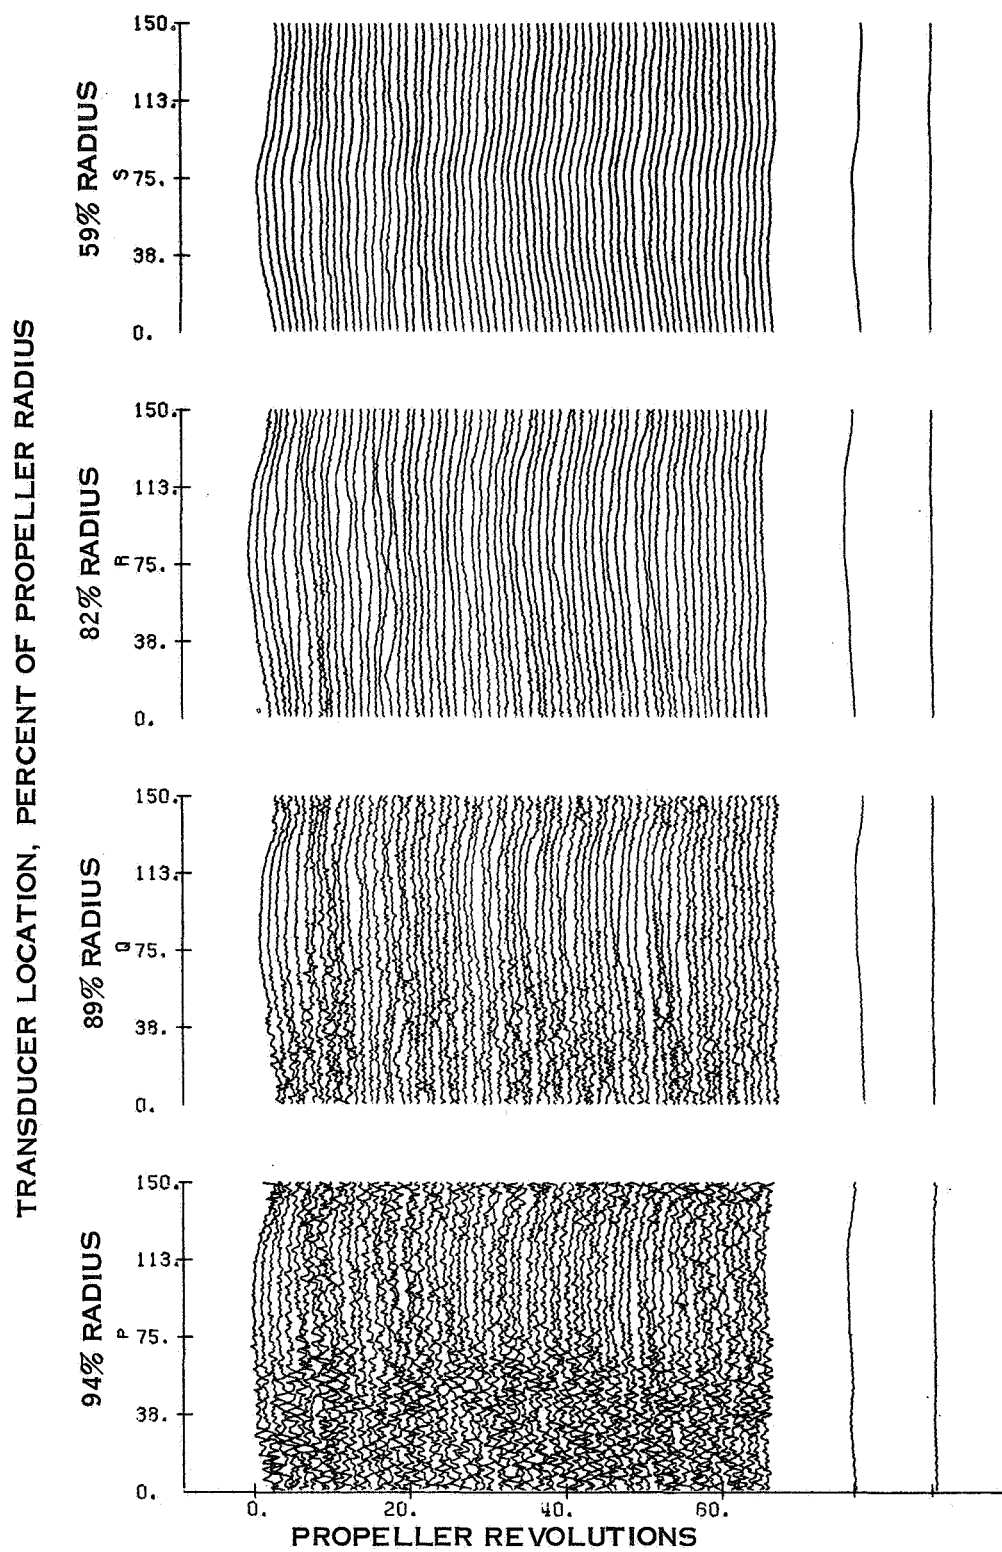 TRANSDUCER LOCATION, PERCENT OF PROPELLER RADIUS
59% RADIUS
S
150.
113.
75.
38.
0.
82% RADIUS
R
150.
113.
75.
38.
0.
89% RADIUS
Q
150.
113.
75.
38.
0.
94% RADIUS
P
150.
113.
75.
38.
0.
0. 20. 40. 60.
PROPELLER REVOLUTIONS